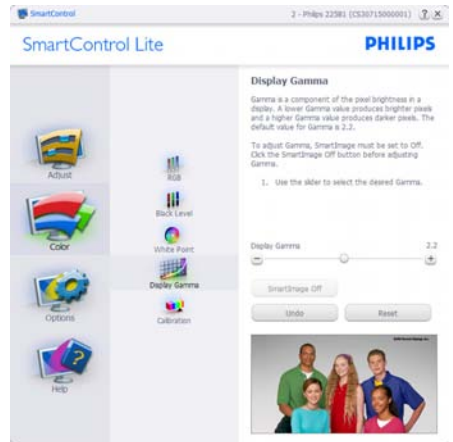 SmartControl
2 - Philips 225B1 (CS30715000001)
SmartControl Lite
PHILIPS
Display Gamma
Gamma is a component of the pixel brightness in a
display. A lower Gamma value produces brighter pixels
and a higher Gamma value produces darker pixels. The
default value for Gamma is 2.2.
To adjust Gamma, SmartImage must be set to Off.
Click the SmartImage Off button before adjusting
Gamma.
1. Use the slider to select the desired Gamma.
Adjust
Color
Options
Help
RGB
Black Level
White Point
Display Gamma
Calibration
Display Gamma
2.2
SmartImage Off
Undo
Reset